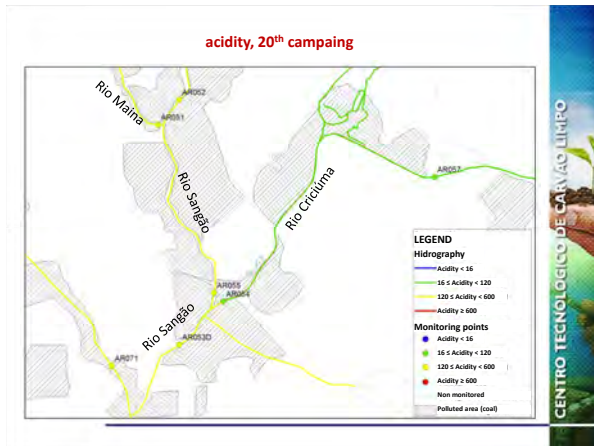 acidity, 20th campaing
Rio Maina
AR052
AR051
Rio Sangão
Rio Criciúma
AR057
AR055
AR054
Rio Sangão
AR053D
AR071
LEGEND
Hidrography
Acidity < 16
16 ≤ Acidity < 120
120 ≤ Acidity < 600
Acidity ≥ 600
Monitoring points
Acidity < 16
16 ≤ Acidity < 120
120 ≤ Acidity < 600
Acidity ≥ 600
Non monitored
Polluted area (coal)
CENTRO TECNOLÓGICO DE CARVÃO LIMPO